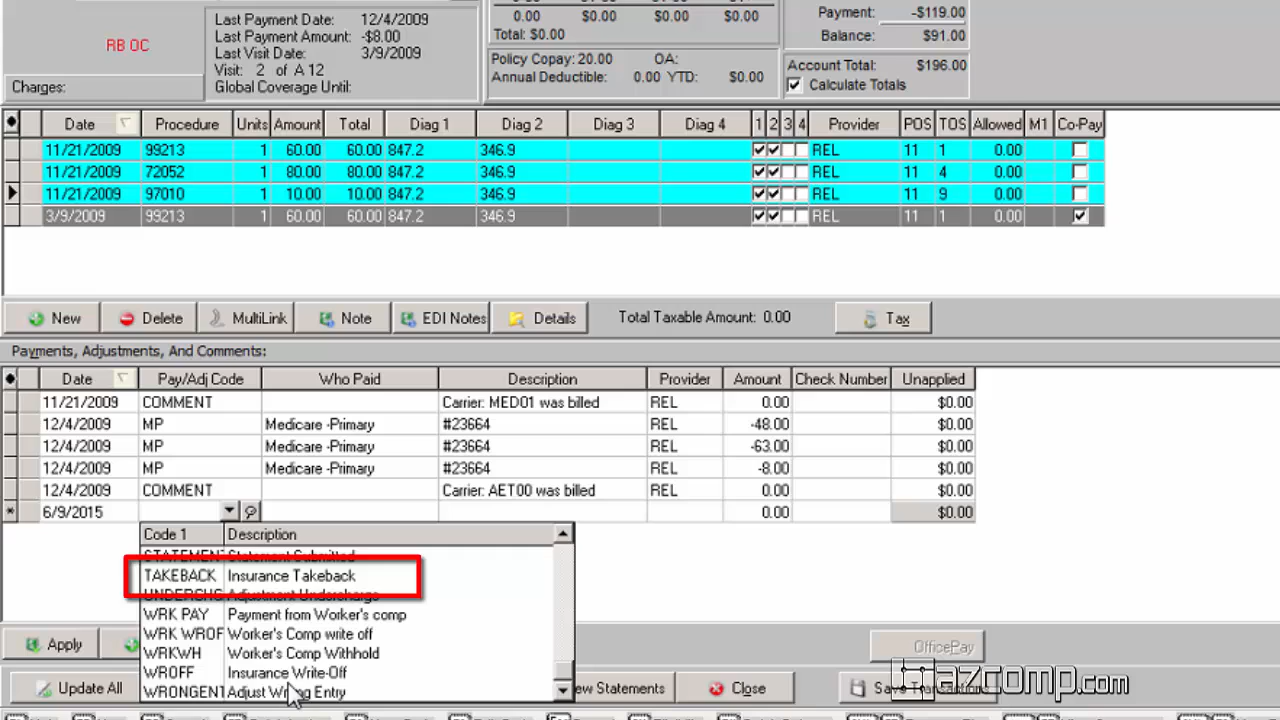 RB OC
Charges:
Last Payment Date: 12/4/2009
Last Payment Amount: -$8.00
Last Visit Date: 3/9/2009
Visit: 2 of A 12
Global Coverage Until:
0.00 $0.00 $0.00 $0.00
Total: $0.00
Policy Copay: 20.00 OA:
Annual Deductible: 0.00 YTD: $0.00
Payment: -$119.00
Balance: $91.00
Account Total: $196.00
Calculate Totals
Date Procedure Units Amount Total Diag 1 Diag 2 Diag 3 Diag 4 1 2 3 4 Provider POS TOS Allowed M1 Co-Pay
11/21/2009 99213 1 60.00 60.00 847.2 346.9 REL 11 1 0.00
11/21/2009 72052 1 80.00 80.00 847.2 346.9 REL 11 4 0.00
11/21/2009 97010 1 10.00 10.00 847.2 346.9 REL 11 9 0.00
3/9/2009 99213 1 60.00 60.00 847.2 346.9 REL 11 1 0.00
New Delete MultiLink Note EDI Notes Details Total Taxable Amount: 0.00 Tax
Payments, Adjustments, And Comments:
Date Pay/Adj Code Who Paid Description Provider Amount Check Number Unapplied
11/21/2009 COMMENT Carrier: MED01 was billed REL 0.00 $0.00
12/4/2009 MP Medicare -Primary #23664 REL -48.00 $0.00
12/4/2009 MP Medicare -Primary #23664 REL -63.00 $0.00
12/4/2009 MP Medicare -Primary #23664 REL -8.00 $0.00
12/4/2009 COMMENT Carrier: AET00 was billed REL 0.00 $0.00
6/9/2015 0.00 $0.00
Code 1 Description
STATEMENT Statement Submitted
TAKEBACK Insurance Takeback
UNDERCHG Adjustment Undercharge
WRK PAY Payment from Worker's comp
WRK WROF Worker's Comp write off
WRKWH Worker's Comp Withhold
WROFF Insurance Write-Off
WRONGENT Adjust Wrong Entry
Apply OfficePay
Update All ew Statements Close Save Transactions
azcomp.com